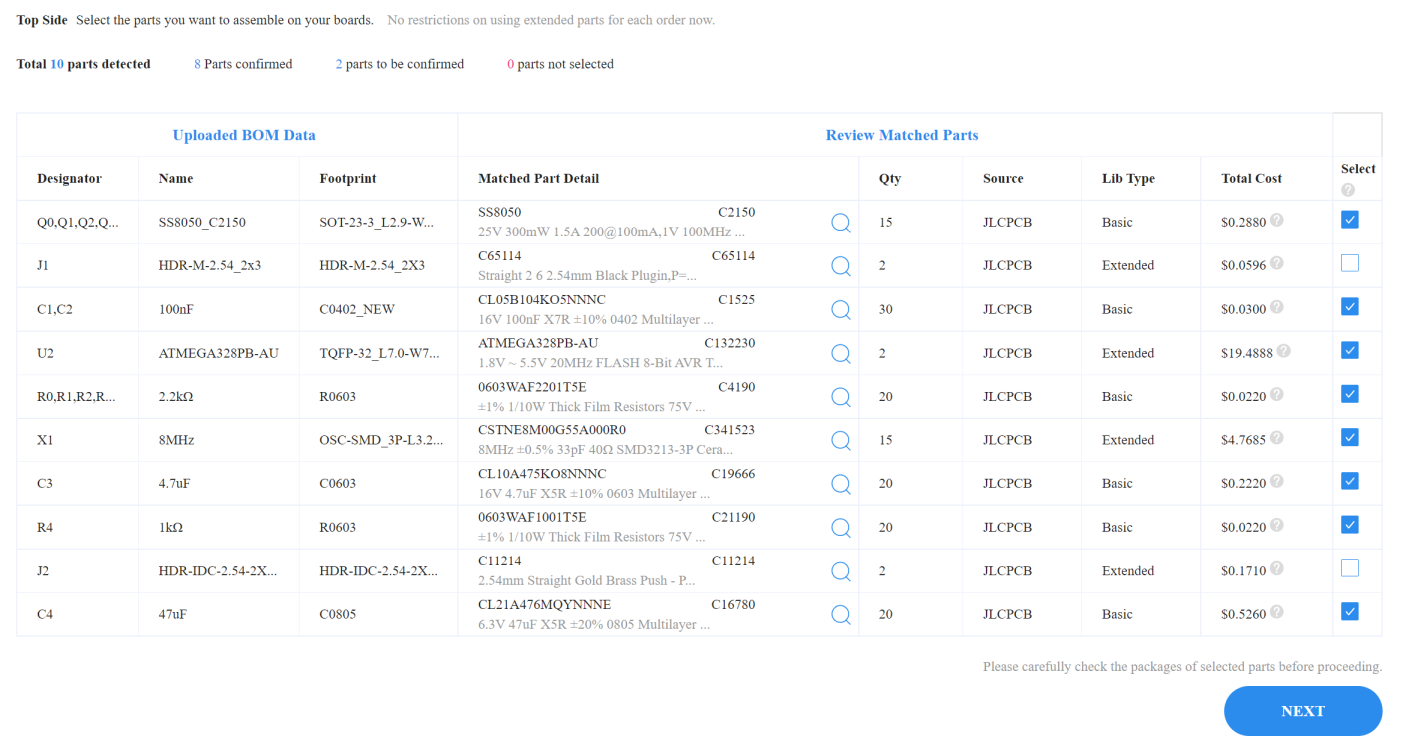 Top Side Select the parts you want to assemble on your boards. No restrictions on using extended parts for each order now.
Total 10 parts detected 8 Parts confirmed 2 parts to be confirmed 0 parts not selected
Uploaded BOM Data Review Matched Parts
Designator Name Footprint Matched Part Detail Qty Source Lib Type Total Cost Select
Q0,Q1,Q2,Q... SS8050_C2150 SOT-23-3_L2.9-W... SS8050 C2150 15 JLCPCB Basic $0.2880
25V 300mW 1.5A 200@100mA,1V 100MHz ...
J1 HDR-M-2.54_2x3 HDR-M-2.54_2X3 C65114 C65114 2 JLCPCB Extended $0.0596
Straight 2 6 2.54mm Black Plugin,P=...
C1,C2 100nF C0402_NEW CL05B104KO5NNNC C1525 30 JLCPCB Basic $0.0300
16V 100nF X7R ±10% 0402 Multilayer ...
U2 ATMEGA328PB-AU TQFP-32_L7.0-W7... ATMEGA328PB-AU C132230 2 JLCPCB Extended $19.4888
1.8V ~ 5.5V 20MHz FLASH 8-Bit AVR T...
R0,R1,R2,R... 2.2kΩ R0603 0603WAF2201T5E C4190 20 JLCPCB Basic $0.0220
±1% 1/10W Thick Film Resistors 75V ...
X1 8MHz OSC-SMD_3P-L3.2... CSTNE8M00G55A000R0 C341523 15 JLCPCB Extended $4.7685
8MHz ±0.5% 33pF 40Ω SMD3213-3P Cera...
C3 4.7uF C0603 CL10A475KO8NNNC C19666 20 JLCPCB Basic $0.2220
16V 4.7uF X5R ±10% 0603 Multilayer ...
R4 1kΩ R0603 0603WAF1001T5E C21190 20 JLCPCB Basic $0.0220
±1% 1/10W Thick Film Resistors 75V ...
J2 HDR-IDC-2.54-2X... HDR-IDC-2.54-2X... C11214 C11214 2 JLCPCB Extended $0.1710
2.54mm Straight Gold Brass Push - P...
C4 47uF C0805 CL21A476MQYNNNE C16780 20 JLCPCB Basic $0.5260
6.3V 47uF X5R ±20% 0805 Multilayer ...
Please carefully check the packages of selected parts before proceeding.
NEXT